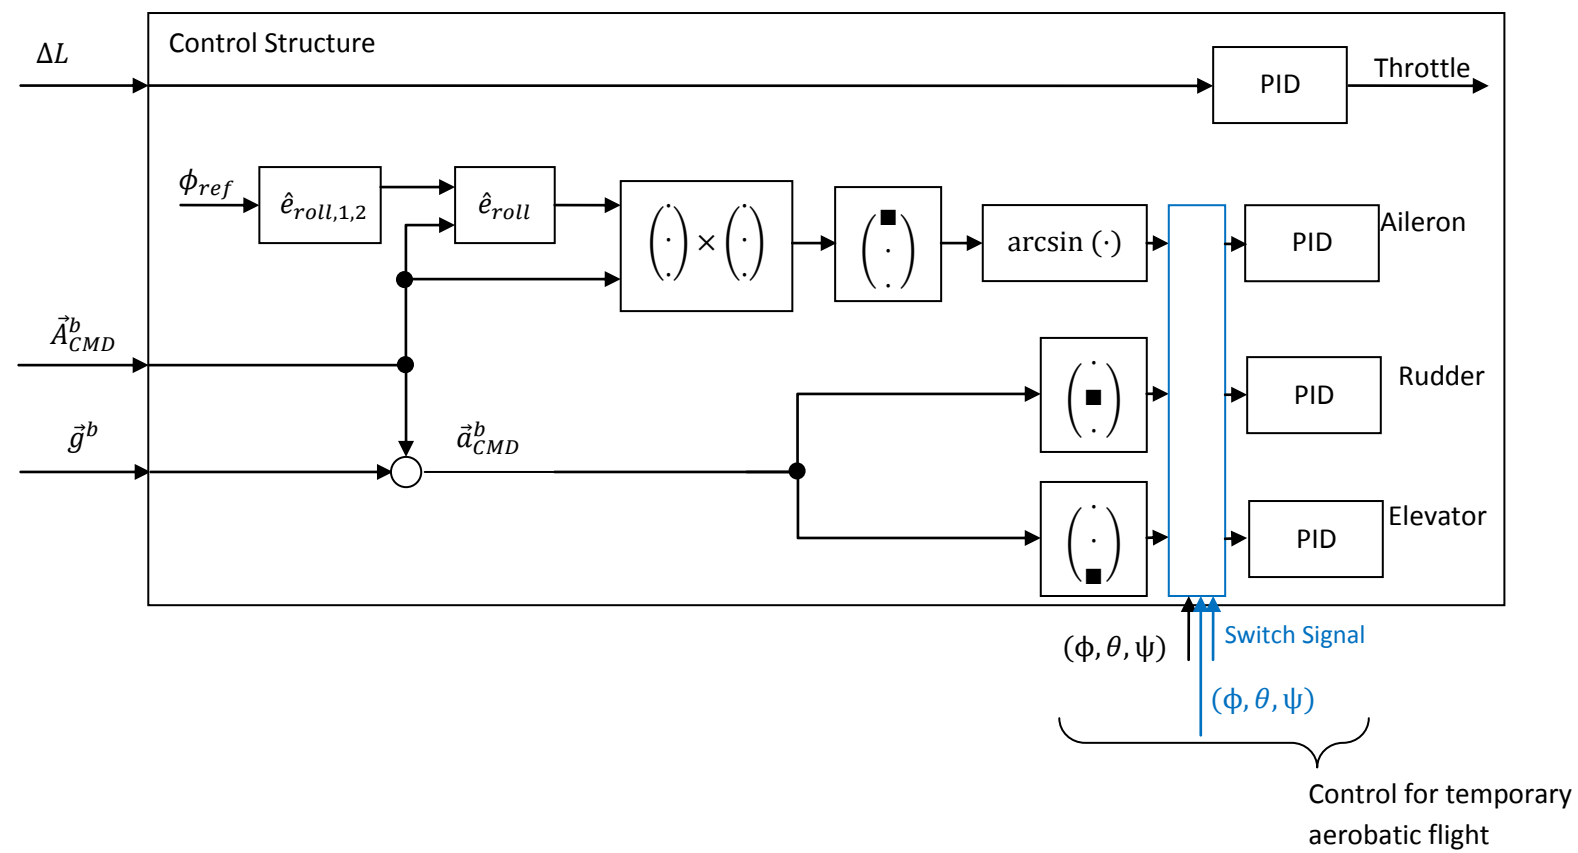 Control Structure
ΔL
PID
Throttle
ϕ_ref
ê_roll,1,2
ê_roll
(⋮) × (⋮)
(■ · ·)
arcsin (·)
PID
Aileron
A⃗^b_CMD
(· ■ ·)
PID
Rudder
g⃗^b
a⃗^b_CMD
(· · ■)
PID
Elevator
(ϕ, θ, ψ)
Switch Signal
(ϕ, θ, ψ)
Control for temporary
aerobatic flight